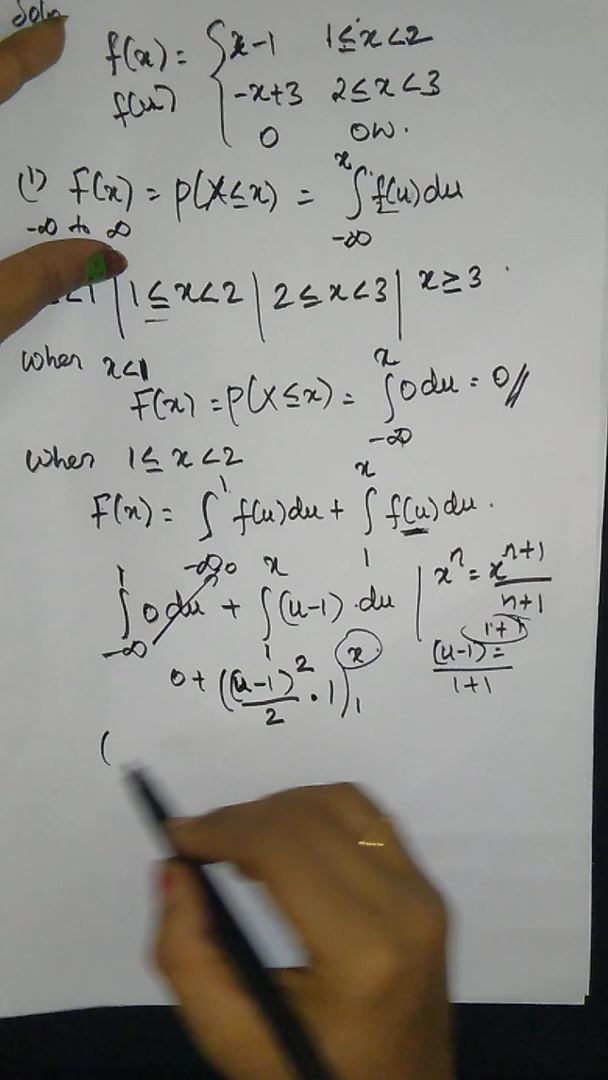 Soln
f(x) = { x-1 1≤x<2
f(u) -x+3 2≤x<3
0 ow.
(1) F(x) = P(X≤x) = ∫_{-∞}^{x} f(u)du
-∞ to ∞
<1 | 1≤x<2 | 2≤x<3 | x≥3
When x<1
F(x) = P(X≤x) = ∫_{-∞}^{x} 0 du = 0//
When 1≤x<2
F(x) = ∫_{-∞}^{1} f(u)du + ∫_{1}^{x} f(u)du.
∫_{-∞}^{1} 0 du + ∫_{1}^{x} (u-1)·du | x^n = x^{n+1}/n+1
0
0 + ((u-1)^2/2 · 1)_{1}^{x} (u-1)^{1+1} = /1+1
(